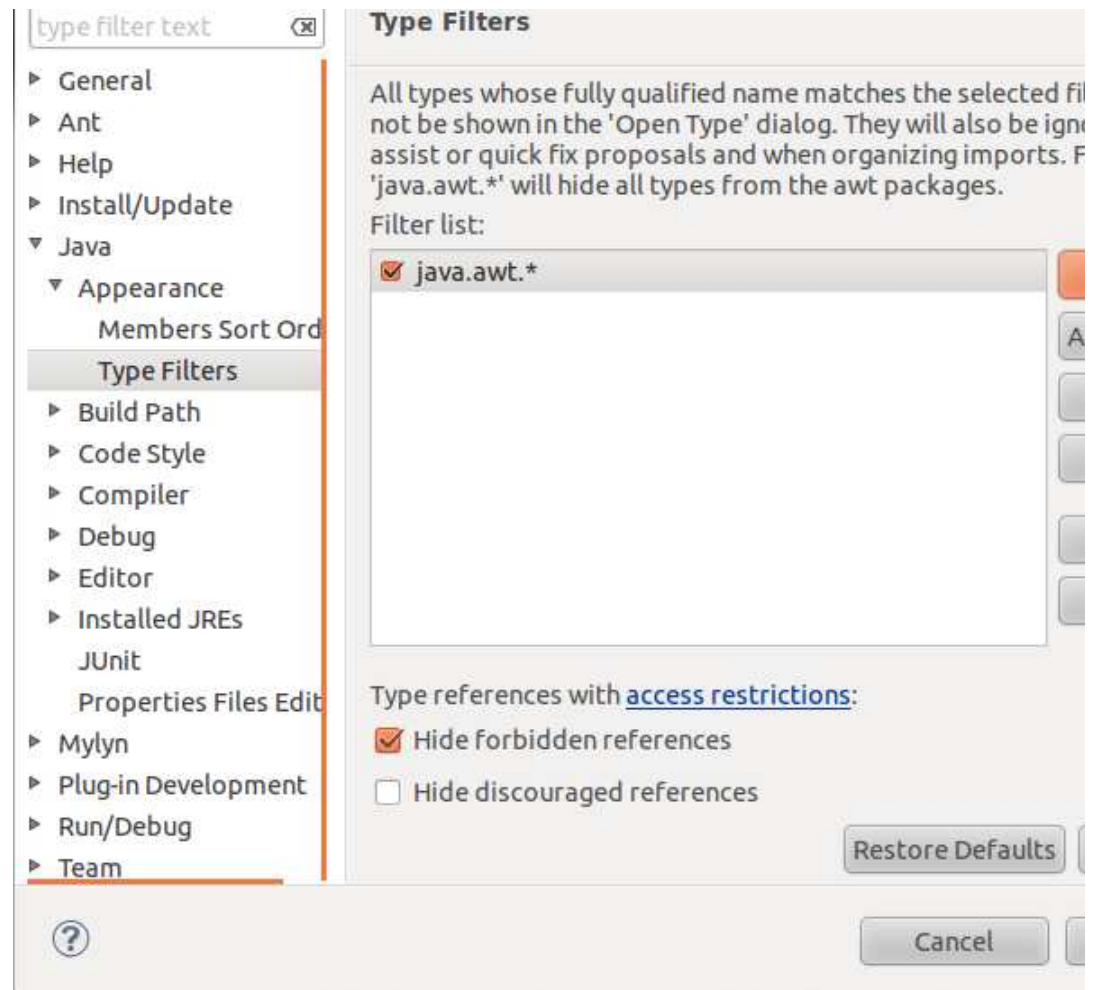 type filter text
General
Ant
Help
Install/Update
Java
Appearance
Members Sort Ord
Type Filters
Build Path
Code Style
Compiler
Debug
Editor
Installed JREs
JUnit
Properties Files Edit
Mylyn
Plug-in Development
Run/Debug
Team
Type Filters
All types whose fully qualified name matches the selected fil
not be shown in the 'Open Type' dialog. They will also be igno
assist or quick fix proposals and when organizing imports. F
'java.awt.*' will hide all types from the awt packages.
Filter list:
java.awt.*
A
Type references with access restrictions:
Hide forbidden references
Hide discouraged references
Restore Defaults
?
Cancel